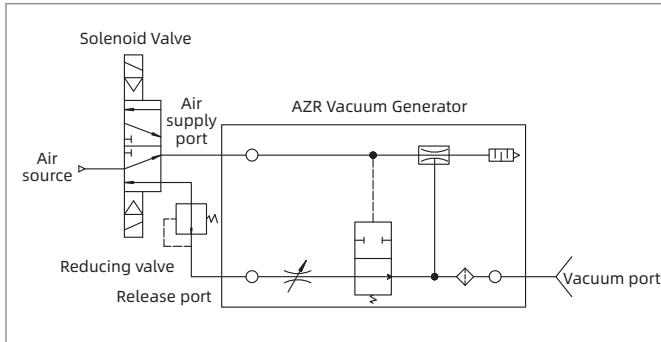 Solenoid Valve
Air
supply
port
AZR Vacuum Generator
Air
source
Reducing valve
Release port
Vacuum port